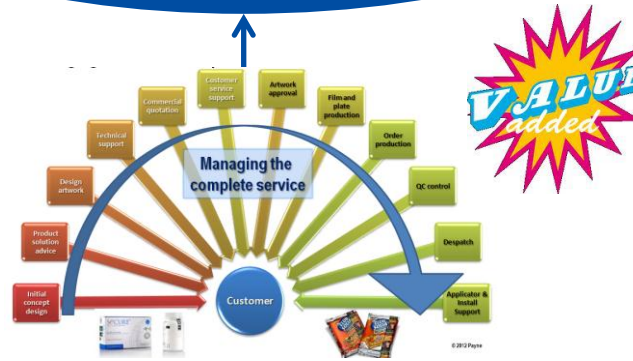 VALUE
added
Customer
service
support
Artwork
approval
Commercial
quotation
Film and
plate
production
Technical
support
Order
production
Managing the
complete service
Design
artwork
QC control
Product
solution
advice
Despatch
Initial
concept
design
Customer
Applicator &
Install
Support
© 2012 Payne